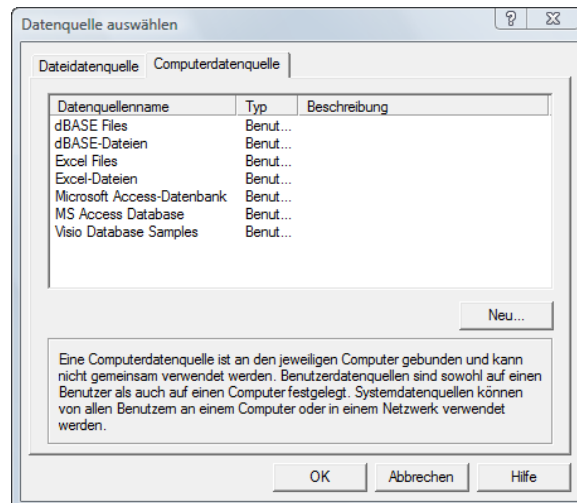 Datenquelle auswählen
Dateidatenquelle Computerdatenquelle
Datenquellenname Typ Beschreibung
dBASE Files Benut...
dBASE-Dateien Benut...
Excel Files Benut...
Excel-Dateien Benut...
Microsoft Access-Datenbank Benut...
MS Access Database Benut...
Visio Database Samples Benut...
Neu...
Eine Computerdatenquelle ist an den jeweiligen Computer gebunden und kann
nicht gemeinsam verwendet werden. Benutzerdatenquellen sind sowohl auf einen
Benutzer als auch auf einen Computer festgelegt. Systemdatenquellen können
von allen Benutzern an einem Computer oder in einem Netzwerk verwendet
werden.
OK Abbrechen Hilfe